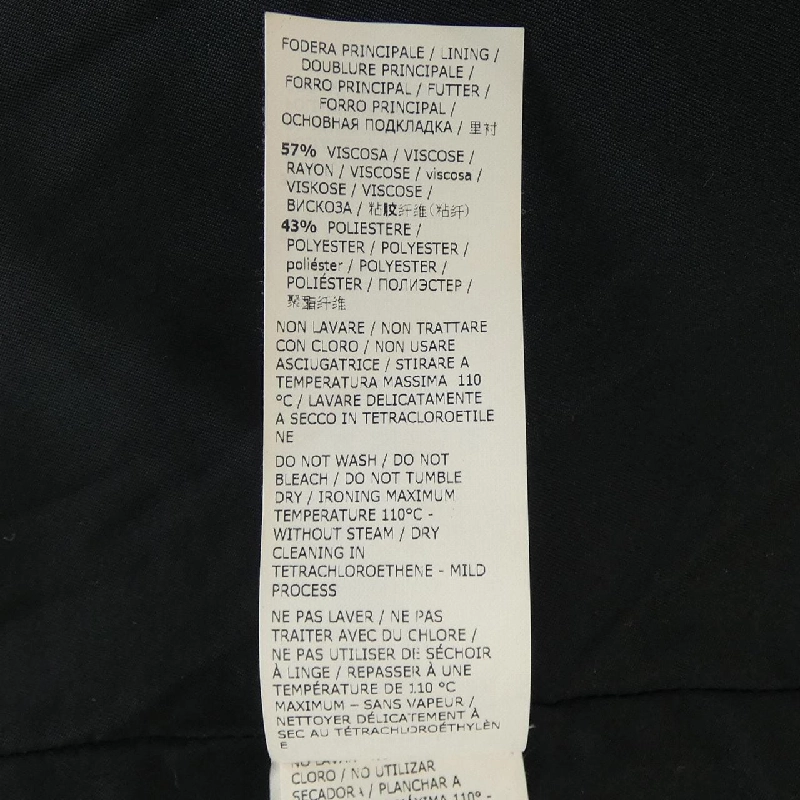 FODERA PRINCIPALE / LINING /
DOUBLURE PRINCIPALE /
FORRO PRINCIPAL / FUTTER /
FORRO PRINCIPAL /
ОСНОВНАЯ ПОДКЛАДКА / 里衬
57% VISCOSA / VISCOSE /
RAYON / VISCOSE / viscosa /
VISKOSE / VISCOSE /
ВИСКОЗА / 粘胶纤维(粘纤)
43% POLIESTERE /
POLYESTER / POLYESTER /
poliéster / POLYESTER /
POLIÉSTER / ПОЛИЭСТЕР /
聚酯纤维
NON LAVARE / NON TRATTARE
CON CLORO / NON USARE
ASCIUGATRICE / STIRARE A
TEMPERATURA MASSIMA 110
°C / LAVARE DELICATAMENTE
A SECCO IN TETRACLOROETILE
NE
DO NOT WASH / DO NOT
BLEACH / DO NOT TUMBLE
DRY / IRONING MAXIMUM
TEMPERATURE 110°C -
WITHOUT STEAM / DRY
CLEANING IN
TETRACHLOROETHENE - MILD
PROCESS
NE PAS LAVER / NE PAS
TRAITER AVEC DU CHLORE /
NE PAS UTILISER DE SÉCHOIR
À LINGE / REPASSER À UNE
TEMPÉRATURE DE 110 °C
MAXIMUM – SANS VAPEUR /
NETTOYER DÉLICATEMENT À
SEC AU TÉTRACHLOROÉTHYLÈN
E
NO
CLORO / NO UTILIZAR
SECADORA / PLANCHAR A
MÁXIMA 110° -